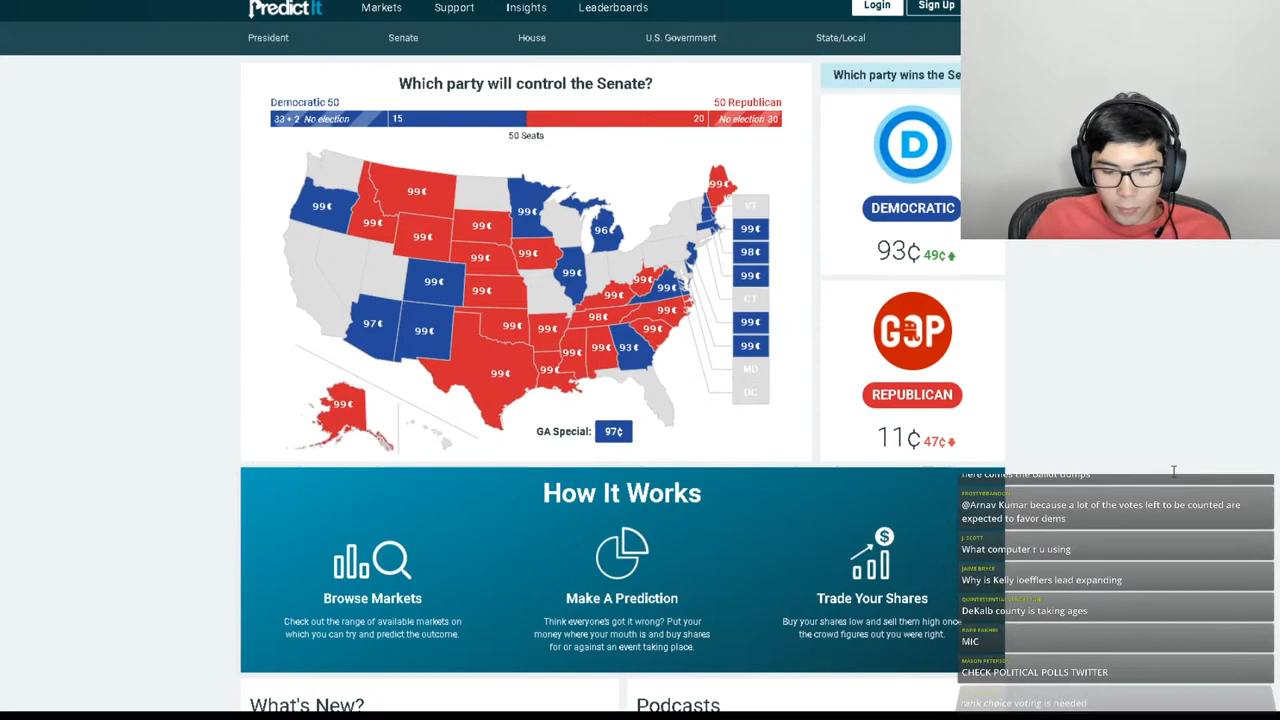 PredictIt
Markets
Support
Insights
Leaderboards
Login
Sign Up
President
Senate
House
U.S. Government
State/Local
Which party will control the Senate?
Democratic 50
50 Republican
33 + 2 No election
15
20
No election 30
50 Seats
99¢
99¢
99¢
99¢
99¢
96¢
99¢
VT
99¢
99¢
99¢
98¢
99¢
99¢
99¢
99¢
99¢
99¢
99¢
99¢
CT
97¢
99¢
99¢
99¢
98¢
99¢
99¢
99¢
99¢
99¢
99¢
93¢
99¢
99¢
MD
DC
99¢
GA Special:
97¢
Which party wins the Se
D
DEMOCRATIC
93¢ 49¢
GOP
REPUBLICAN
11¢ 47¢
How It Works
Browse Markets
Check out the range of available markets on
which you can try and predict the outcome.
Make A Prediction
Think everyone's got it wrong? Put your
money where your mouth is and buy shares
for or against an event taking place.
$
Trade Your Shares
Buy your shares low and sell them high once
the crowd figures out you were right.
What's New?
Podcasts
here comes the ballot dumps
@Arnav Kumar because a lot of the votes left to be counted are
expected to favor dems
J. SCOTT
What computer r u using
JAIME BRYCE
Why is Kelly loefflers lead expanding
DeKalb county is taking ages
MIC
MASON PETERSON
CHECK POLITICAL POLLS TWITTER
rank choice voting is needed